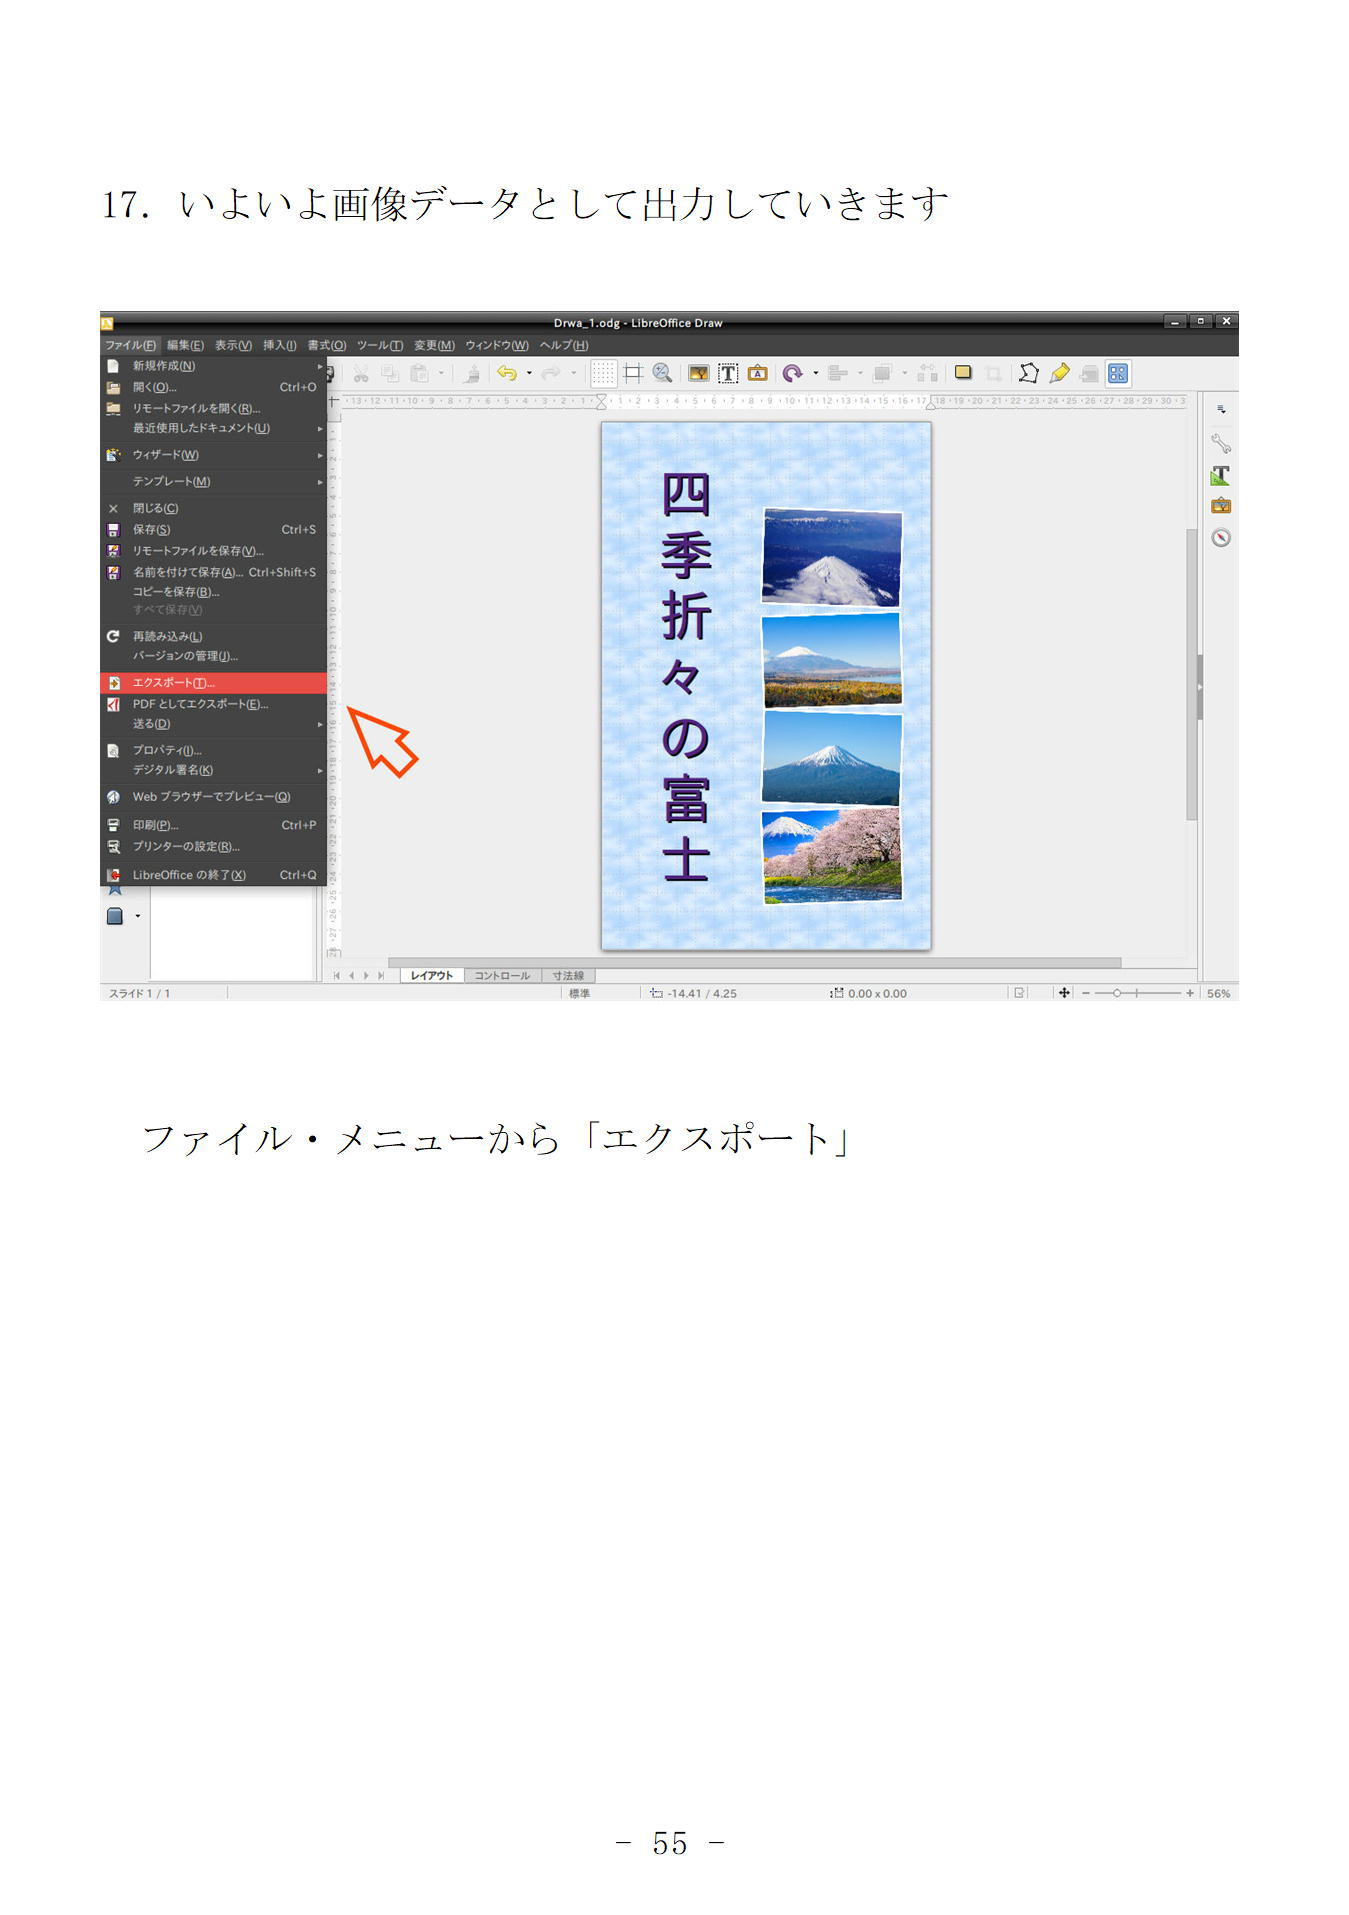 17. いよいよ画像データとして出力していきます
Drwa_1.odg - LibreOffice Draw
ファイル(F) 編集(E) 表示(V) 挿入(I) 書式(O) ツール(T) 変更(M) ウィンドウ(W) ヘルプ(H)
新規作成(N)
開く(O)... Ctrl+O
リモートファイルを開く(R)...
最近使用したドキュメント(U)
ウィザード(W)
テンプレート(M)
閉じる(C)
保存(S) Ctrl+S
リモートファイルを保存(V)...
名前を付けて保存(A)... Ctrl+Shift+S
コピーを保存(B)...
すべて保存(V)
再読み込み(L)
バージョンの管理(J)...
エクスポート(T)...
PDF としてエクスポート(E)...
送る(D)
プロパティ(I)...
デジタル署名(K)
Web ブラウザーでプレビュー(Q)
印刷(P)... Ctrl+P
プリンターの設定(R)...
LibreOffice の終了(X) Ctrl+Q
四季折々の富士
レイアウト コントロール 寸法線
スライド 1 / 1 標準 -14.41 / 4.25 0.00 x 0.00 56%
ファイル・メニューから「エクスポート」
- 55 -